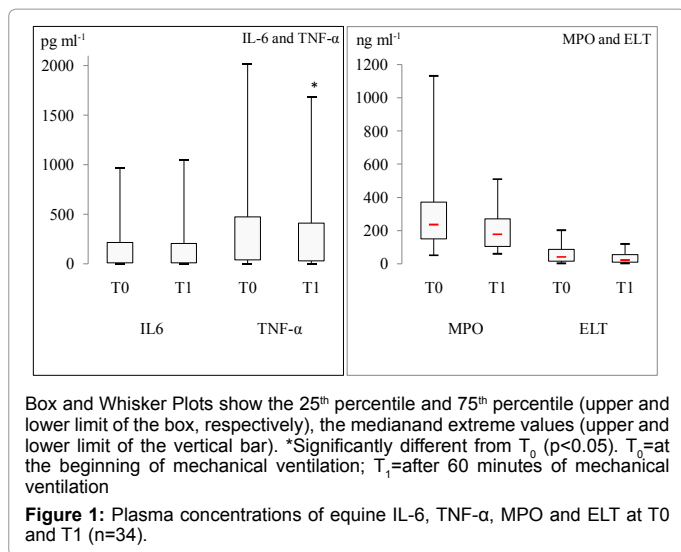 pg ml⁻¹
IL-6 and TNF-α
2000
*
1500
1000
500
0
T0 T1 T0 T1
IL6 TNF-α
ng ml⁻¹
MPO and ELT
1200
1000
800
600
400
200
0
T0 T1 T0 T1
MPO ELT
Box and Whisker Plots show the 25th percentile and 75th percentile (upper and
lower limit of the box, respectively), the medianand extreme values (upper and
lower limit of the vertical bar). *Significantly different from T₀ (p<0.05). T₀=at
the beginning of mechanical ventilation; T₁=after 60 minutes of mechanical
ventilation
Figure 1: Plasma concentrations of equine IL-6, TNF-α, MPO and ELT at T0
and T1 (n=34).